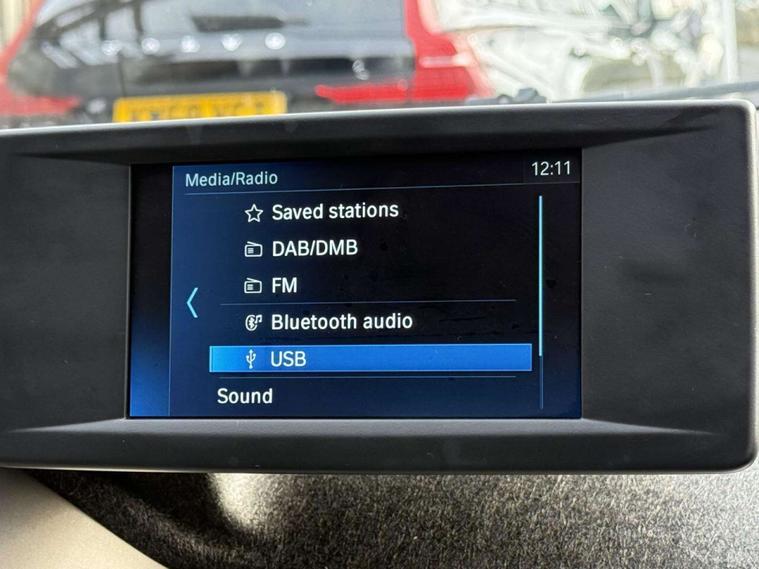 Media/Radio
12:11
Saved stations
DAB/DMB
FM
Bluetooth audio
USB
Sound